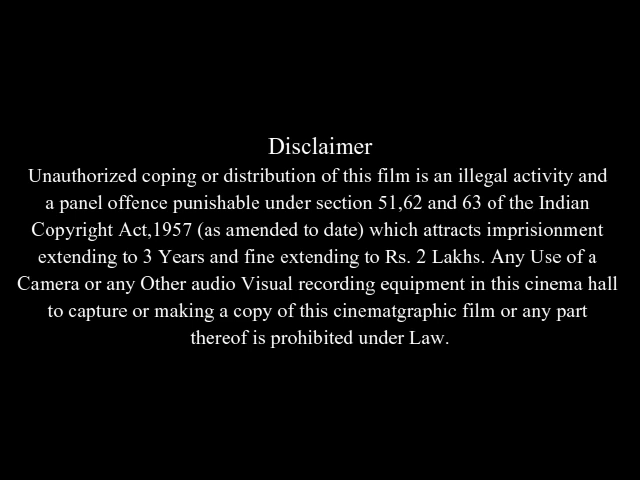 Disclaimer
Unauthorized coping or distribution of this film is an illegal activity and
a panel offence punishable under section 51,62 and 63 of the Indian
Copyright Act,1957 (as amended to date) which attracts imprisionment
extending to 3 Years and fine extending to Rs. 2 Lakhs. Any Use of a
Camera or any Other audio Visual recording equipment in this cinema hall
to capture or making a copy of this cinematgraphic film or any part
thereof is prohibited under Law.